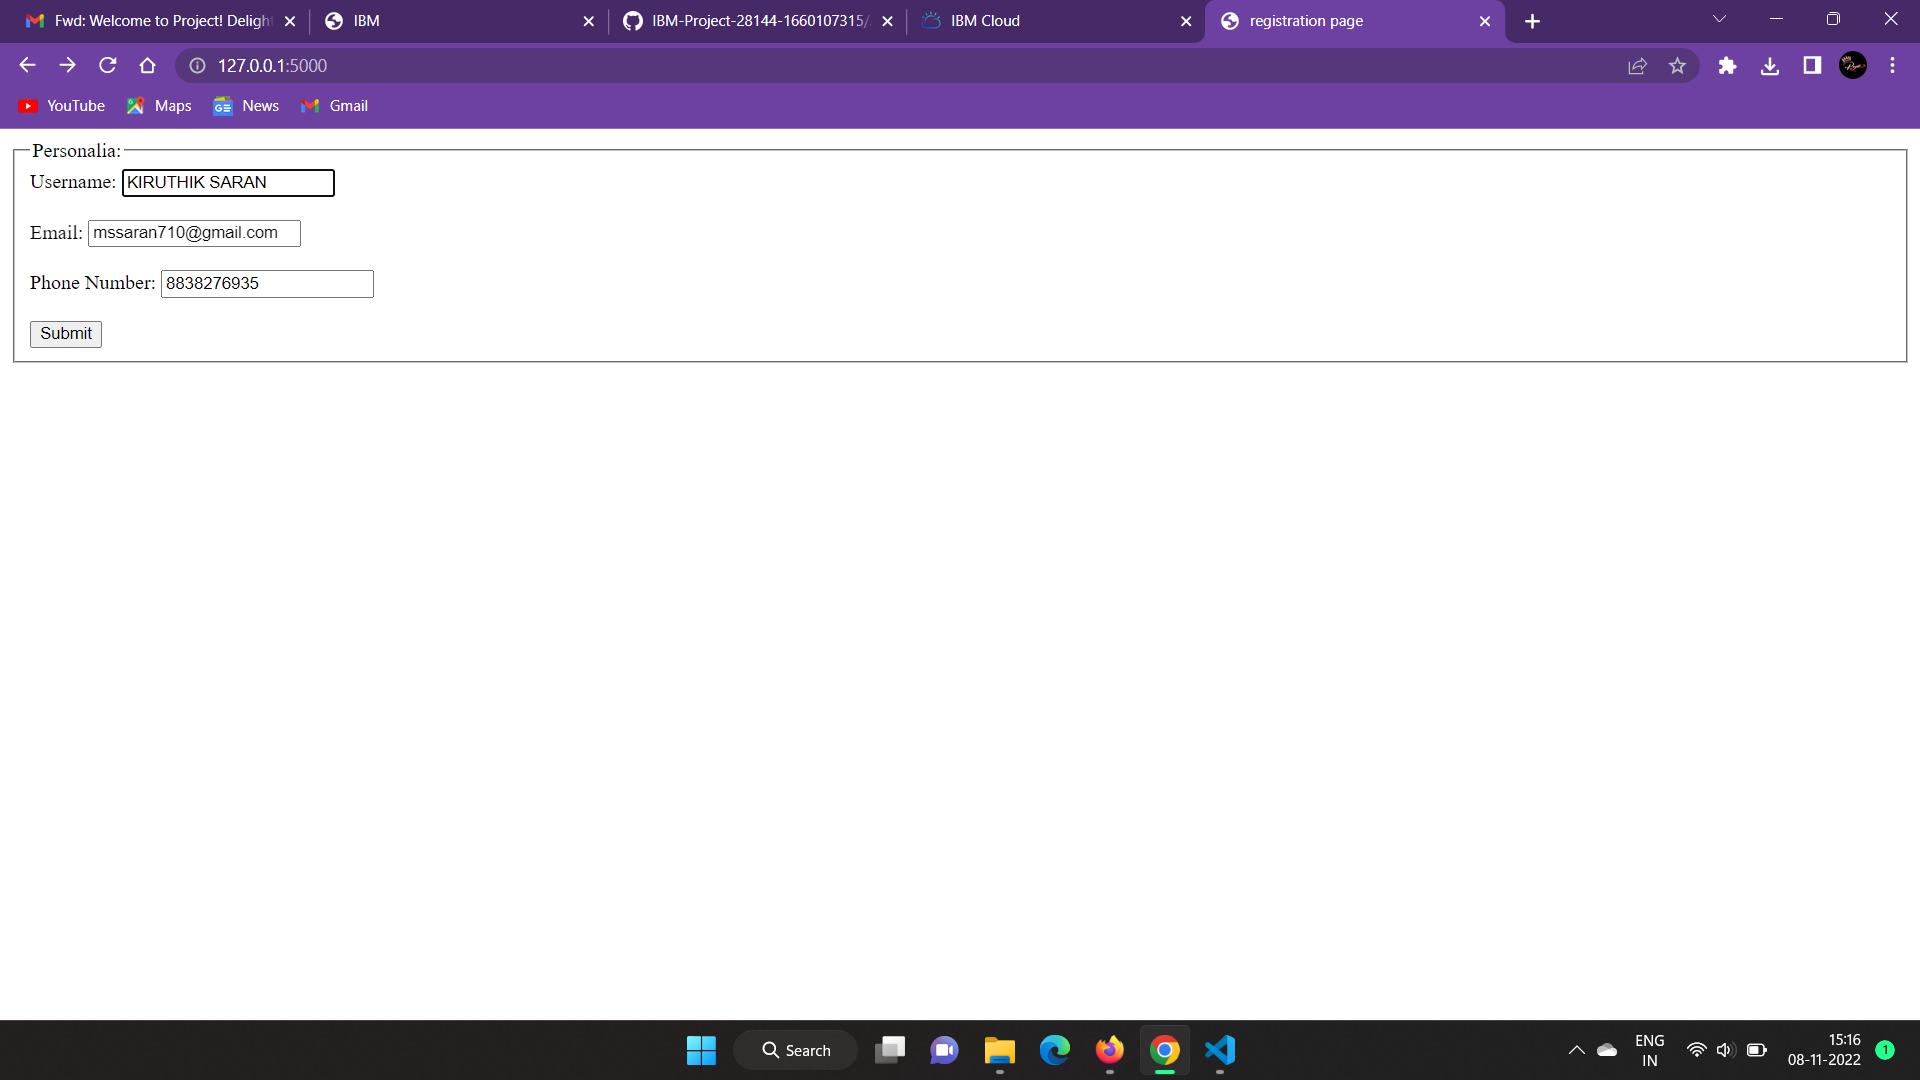 Fwd: Welcome to Project! Deligh
IBM
IBM-Project-28144-1660107315/
IBM Cloud
registration page
127.0.0.1:5000
YouTube
Maps
News
Gmail
Personalia:
Username: KIRUTHIK SARAN
Email: mssaran710@gmail.com
Phone Number: 8838276935
Submit
Search
ENG
IN
15:16
08-11-2022
1